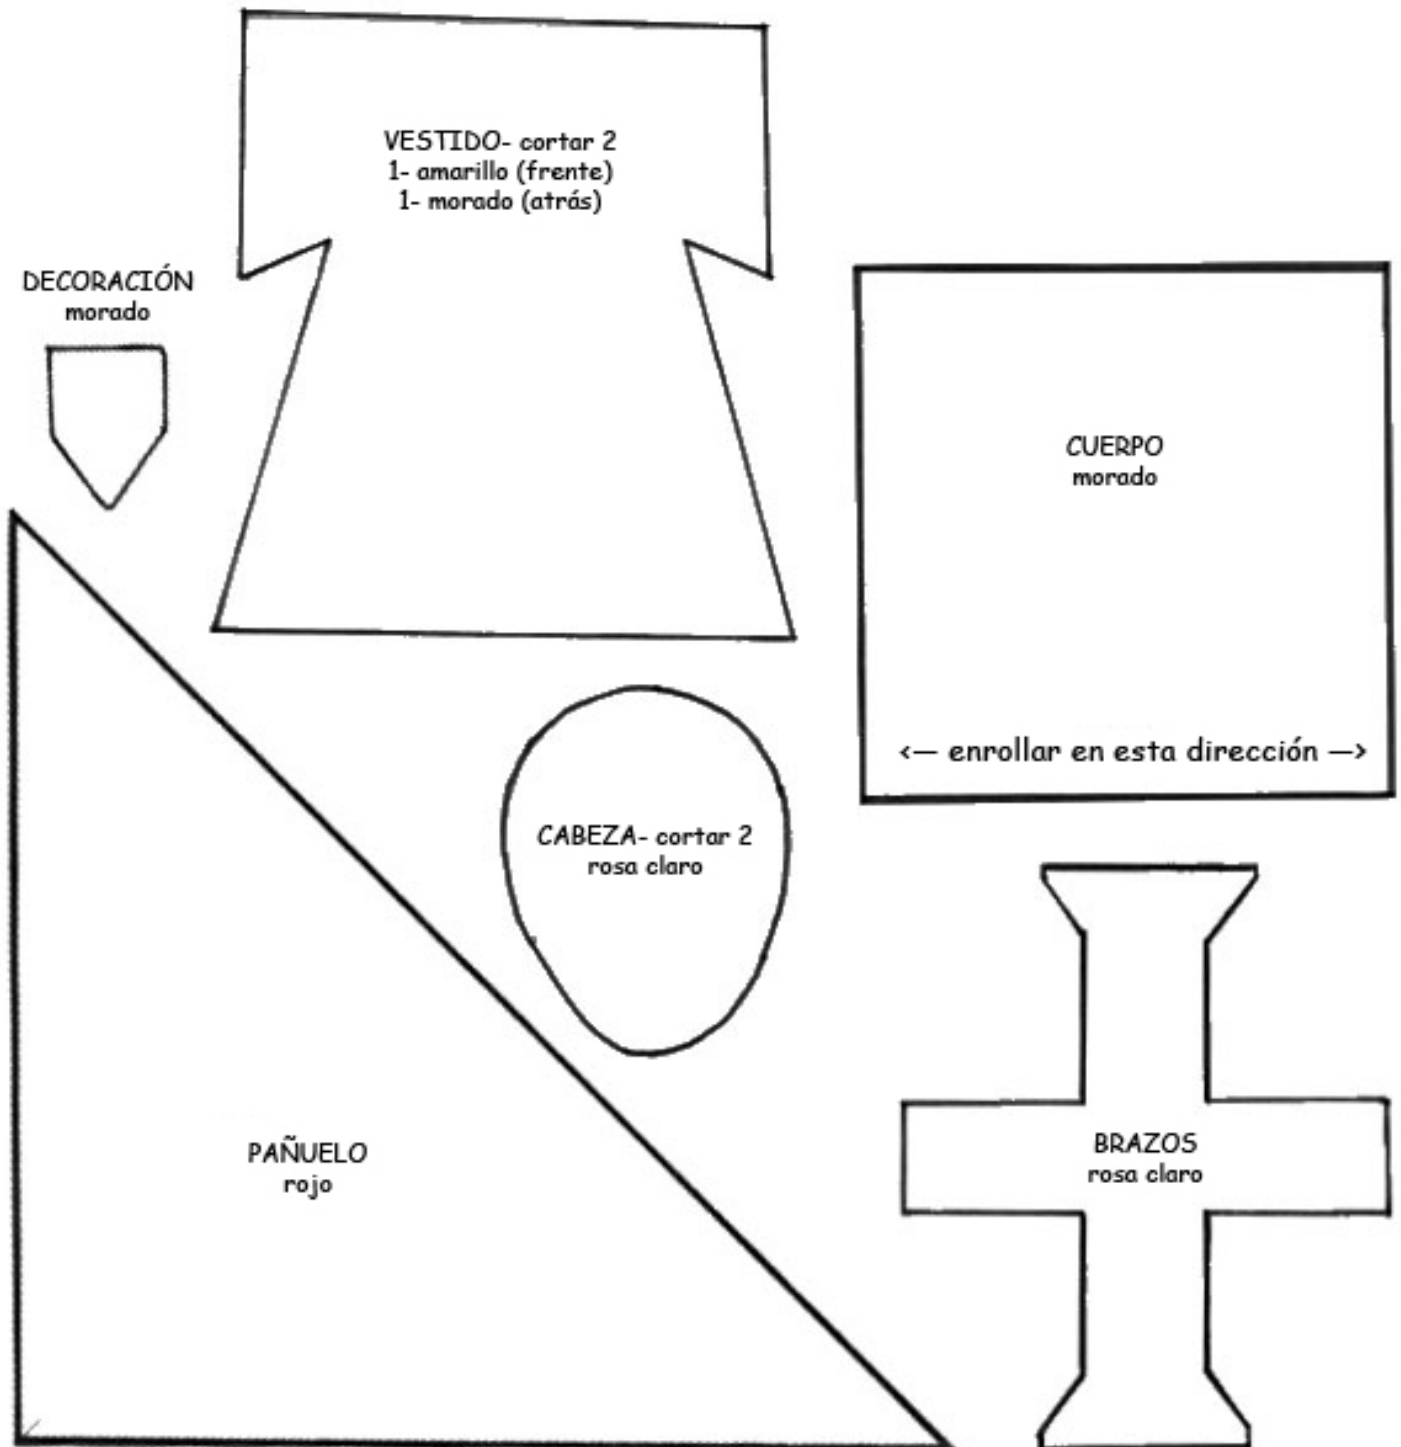 VESTIDO- cortar 2
1- amarillo (frente)
1- morado (atrás)
DECORACIÓN
morado
CUERPO
morado
<— enrollar en esta dirección —>
CABEZA- cortar 2
rosa claro
PAÑUELO
rojo
BRAZOS
rosa claro